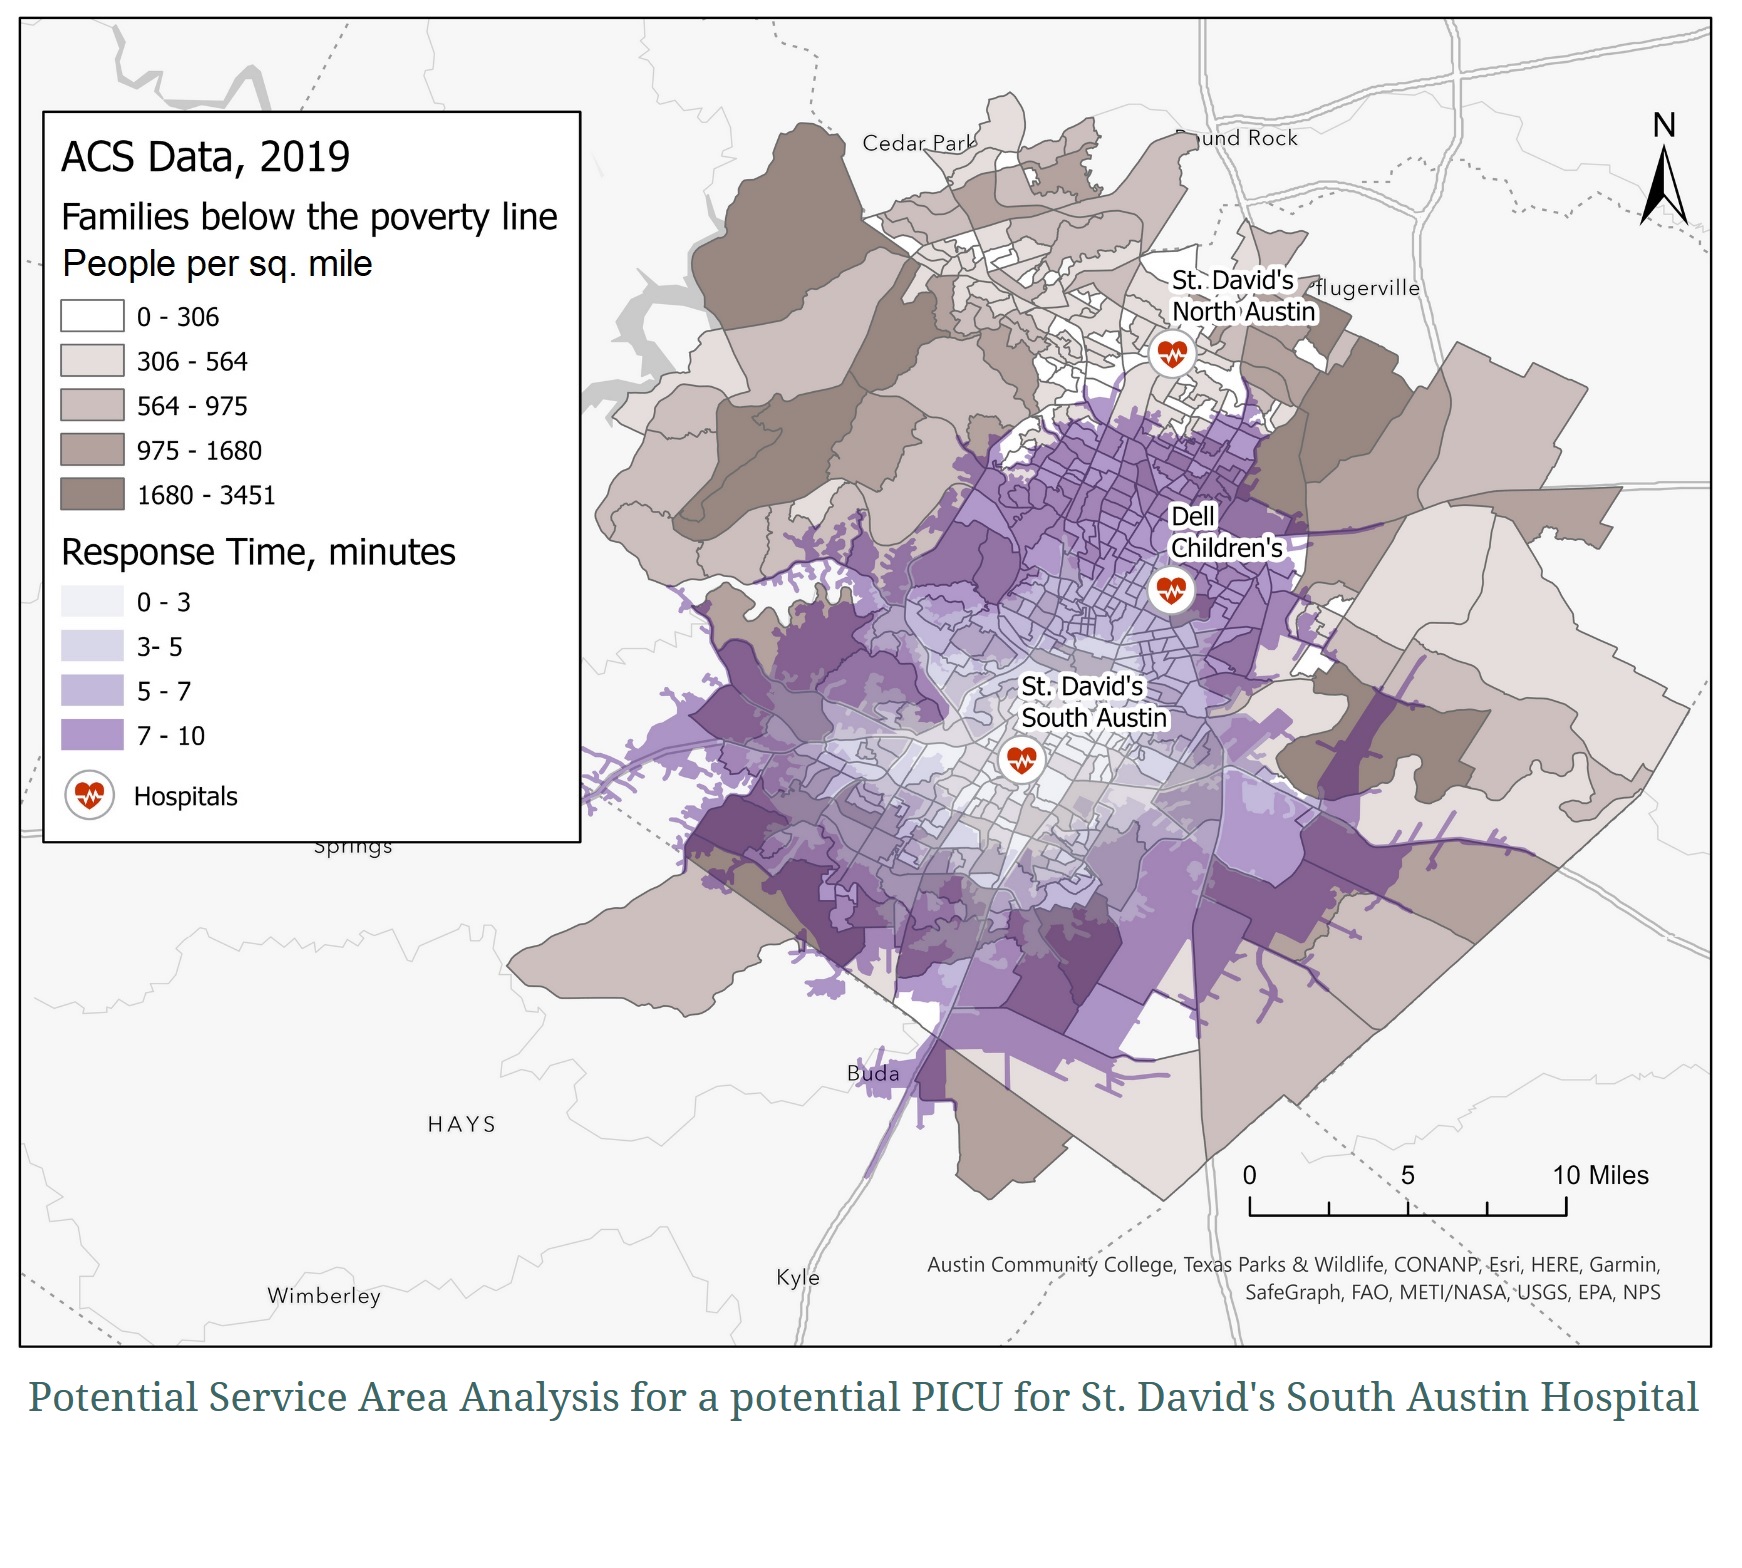 ACS Data, 2019
Families below the poverty line
People per sq. mile
0 - 306
306 - 564
564 - 975
975 - 1680
1680 - 3451
Response Time, minutes
0 - 3
3- 5
5 - 7
7 - 10
Hospitals
Springs
Cedar Park
und Rock
N
St. David's
North Austin
flugerville
Dell
Children's
St. David's
South Austin
Buda
HAYS
Wimberley
Kyle
0 5 10 Miles
Austin Community College, Texas Parks & Wildlife, CONANP, Esri, HERE, Garmin,
SafeGraph, FAO, METI/NASA, USGS, EPA, NPS
Potential Service Area Analysis for a potential PICU for St. David's South Austin Hospital